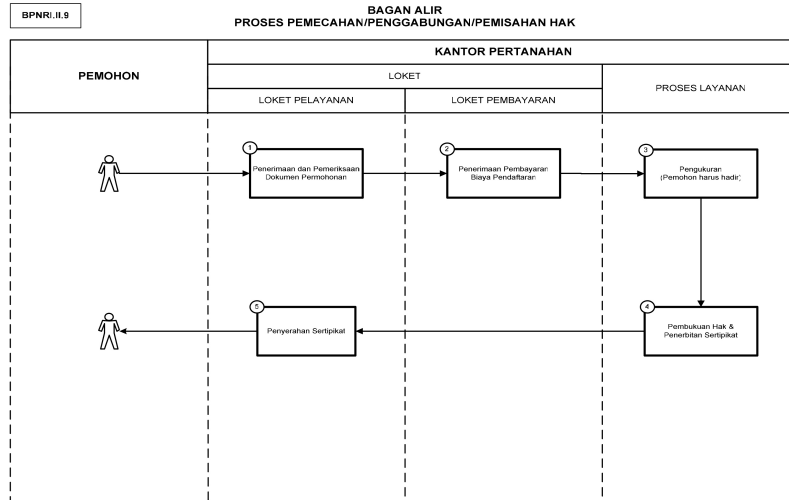 BPNRI.II.9
BAGAN ALIR
PROSES PEMECAHAN/PENGGABUNGAN/PEMISAHAN HAK
PEMOHON
KANTOR PERTANAHAN
LOKET
PROSES LAYANAN
LOKET PELAYANAN
LOKET PEMBAYARAN
1
Penerimaan dan Pemeriksaan
Dokumen Permohonan
2
Penerimaan Pembayaran
Biaya Pendaftaran
3
Pengukuran
(Pemohon harus hadir)
5
Penyerahan Sertipikat
4
Pembukuan Hak &
Penerbitan Sertipikat